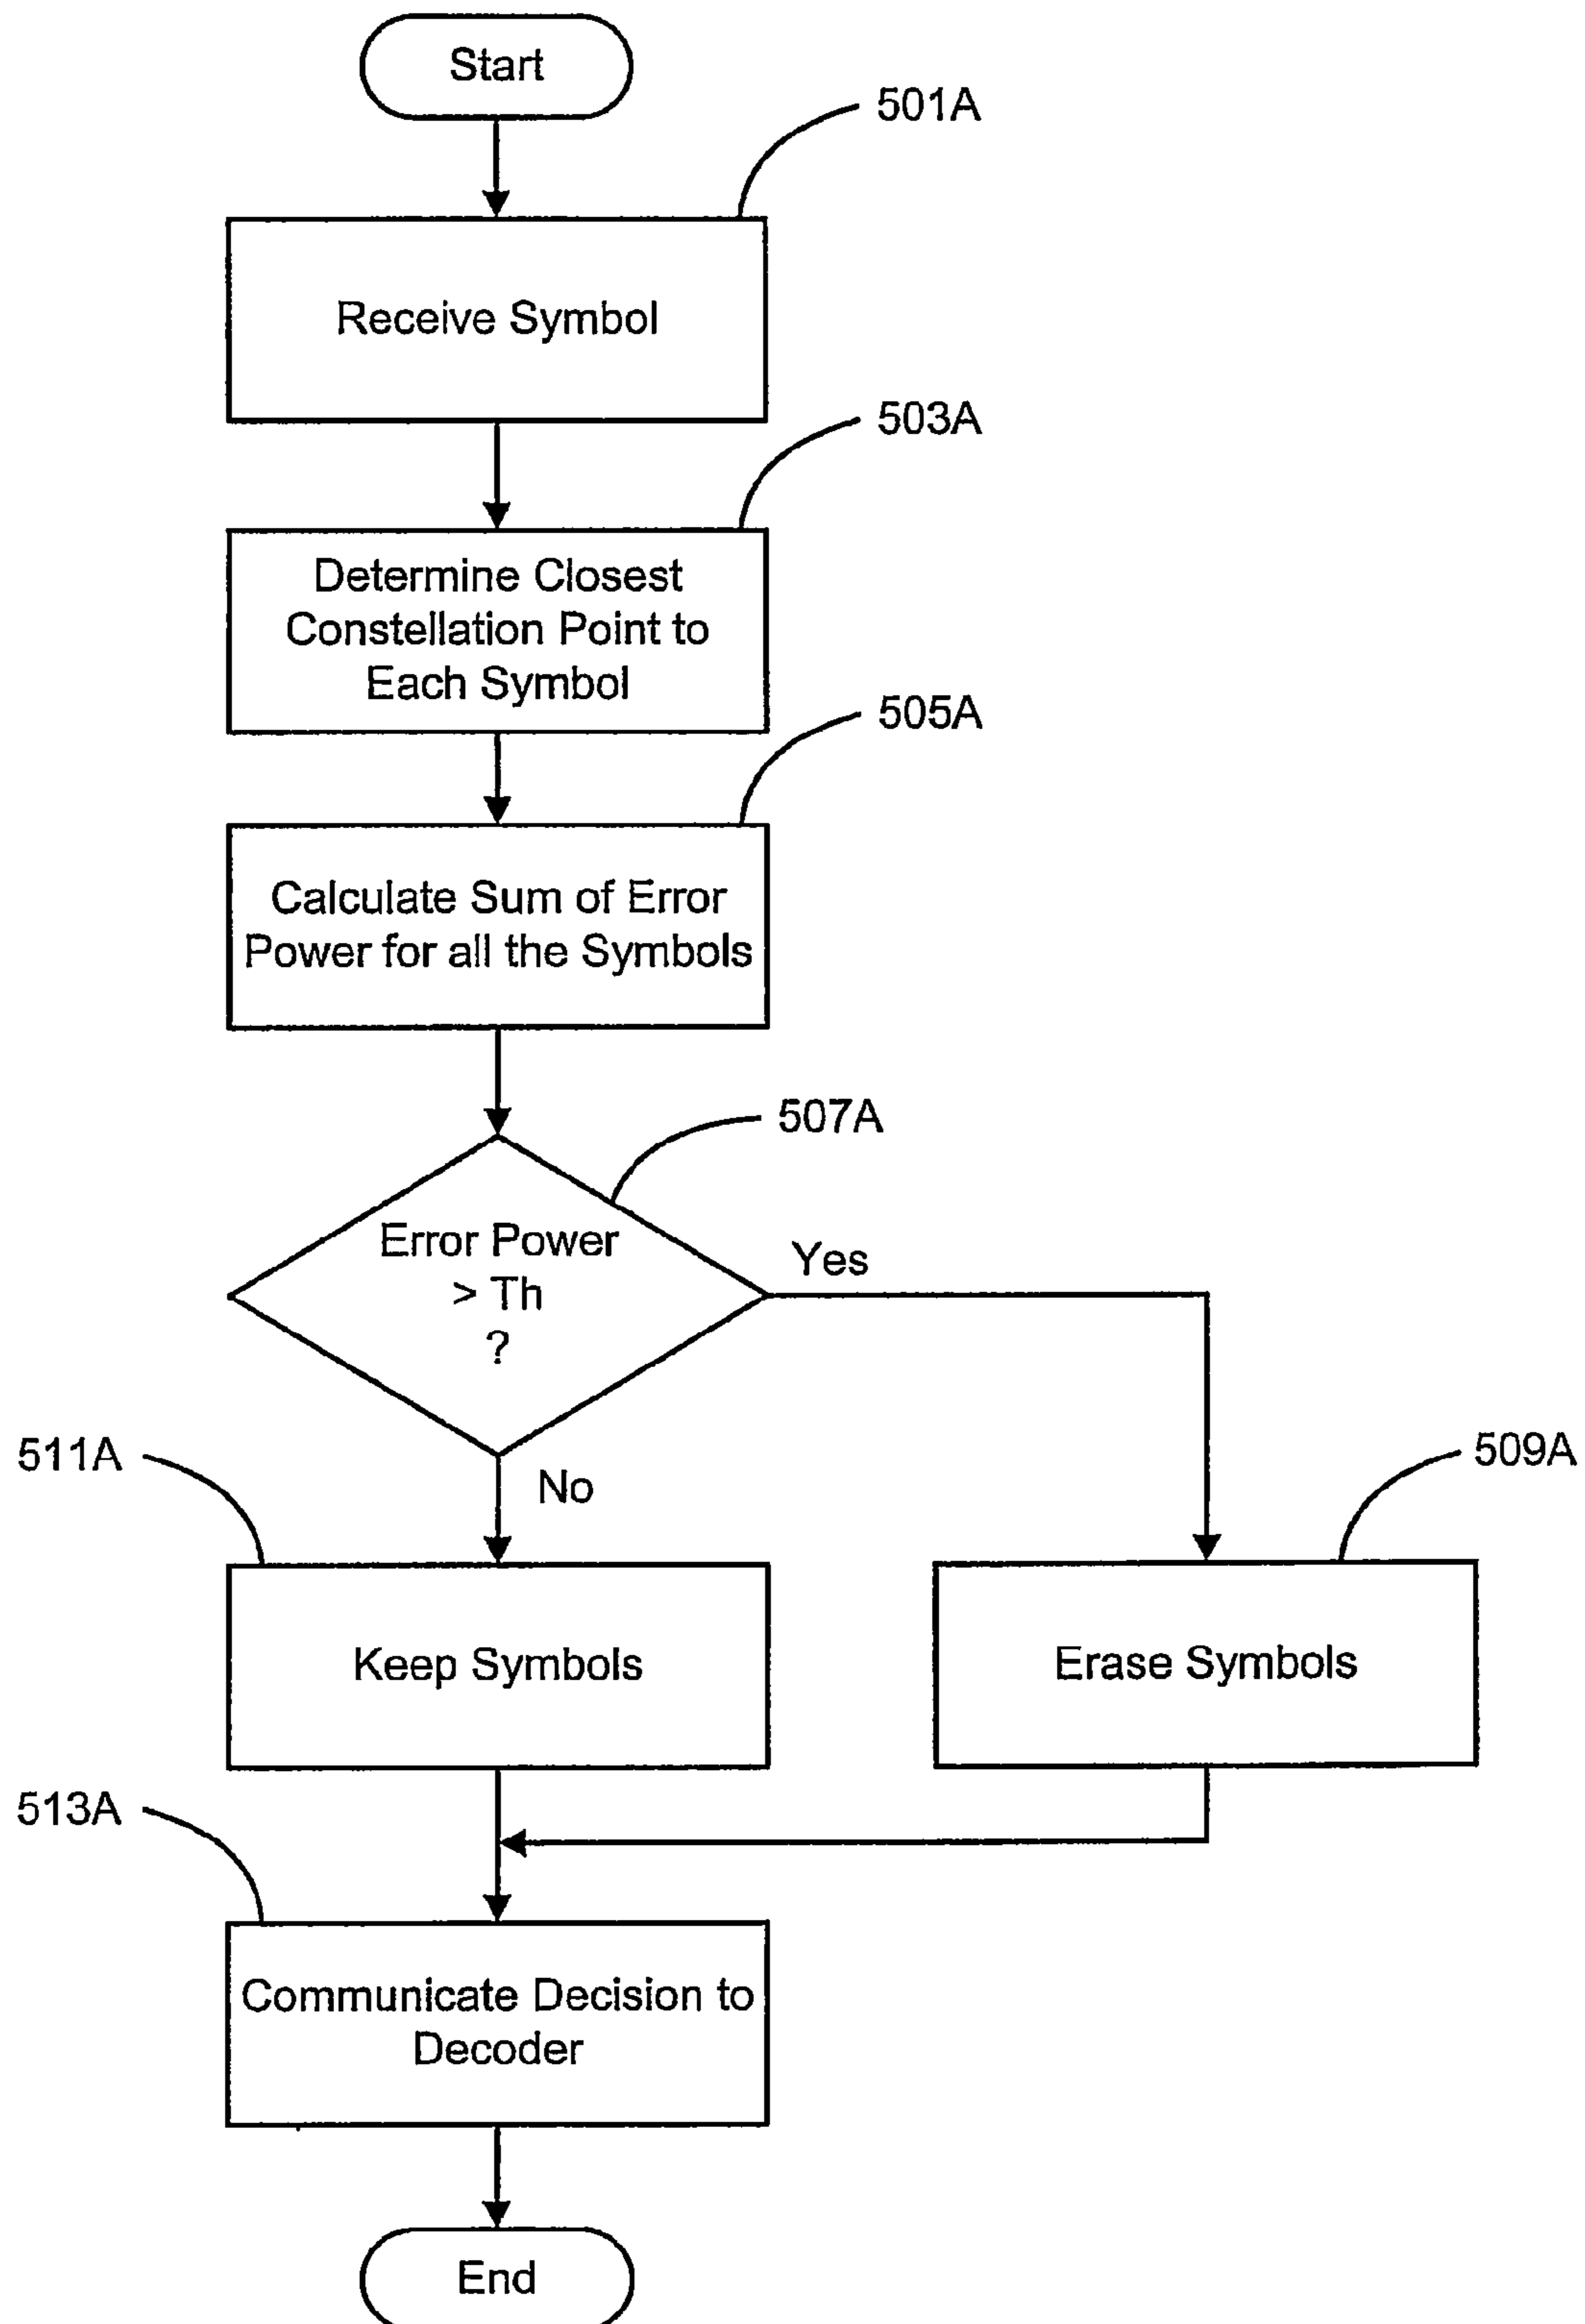 Start
501A
Receive Symbol
503A
Determine Closest
Constellation Point to
Each Symbol
505A
Calculate Sum of Error
Power for all the Symbols
507A
Error Power
> Th
?
Yes
No
511A
509A
Keep Symbols
Erase Symbols
513A
Communicate Decision to
Decoder
End